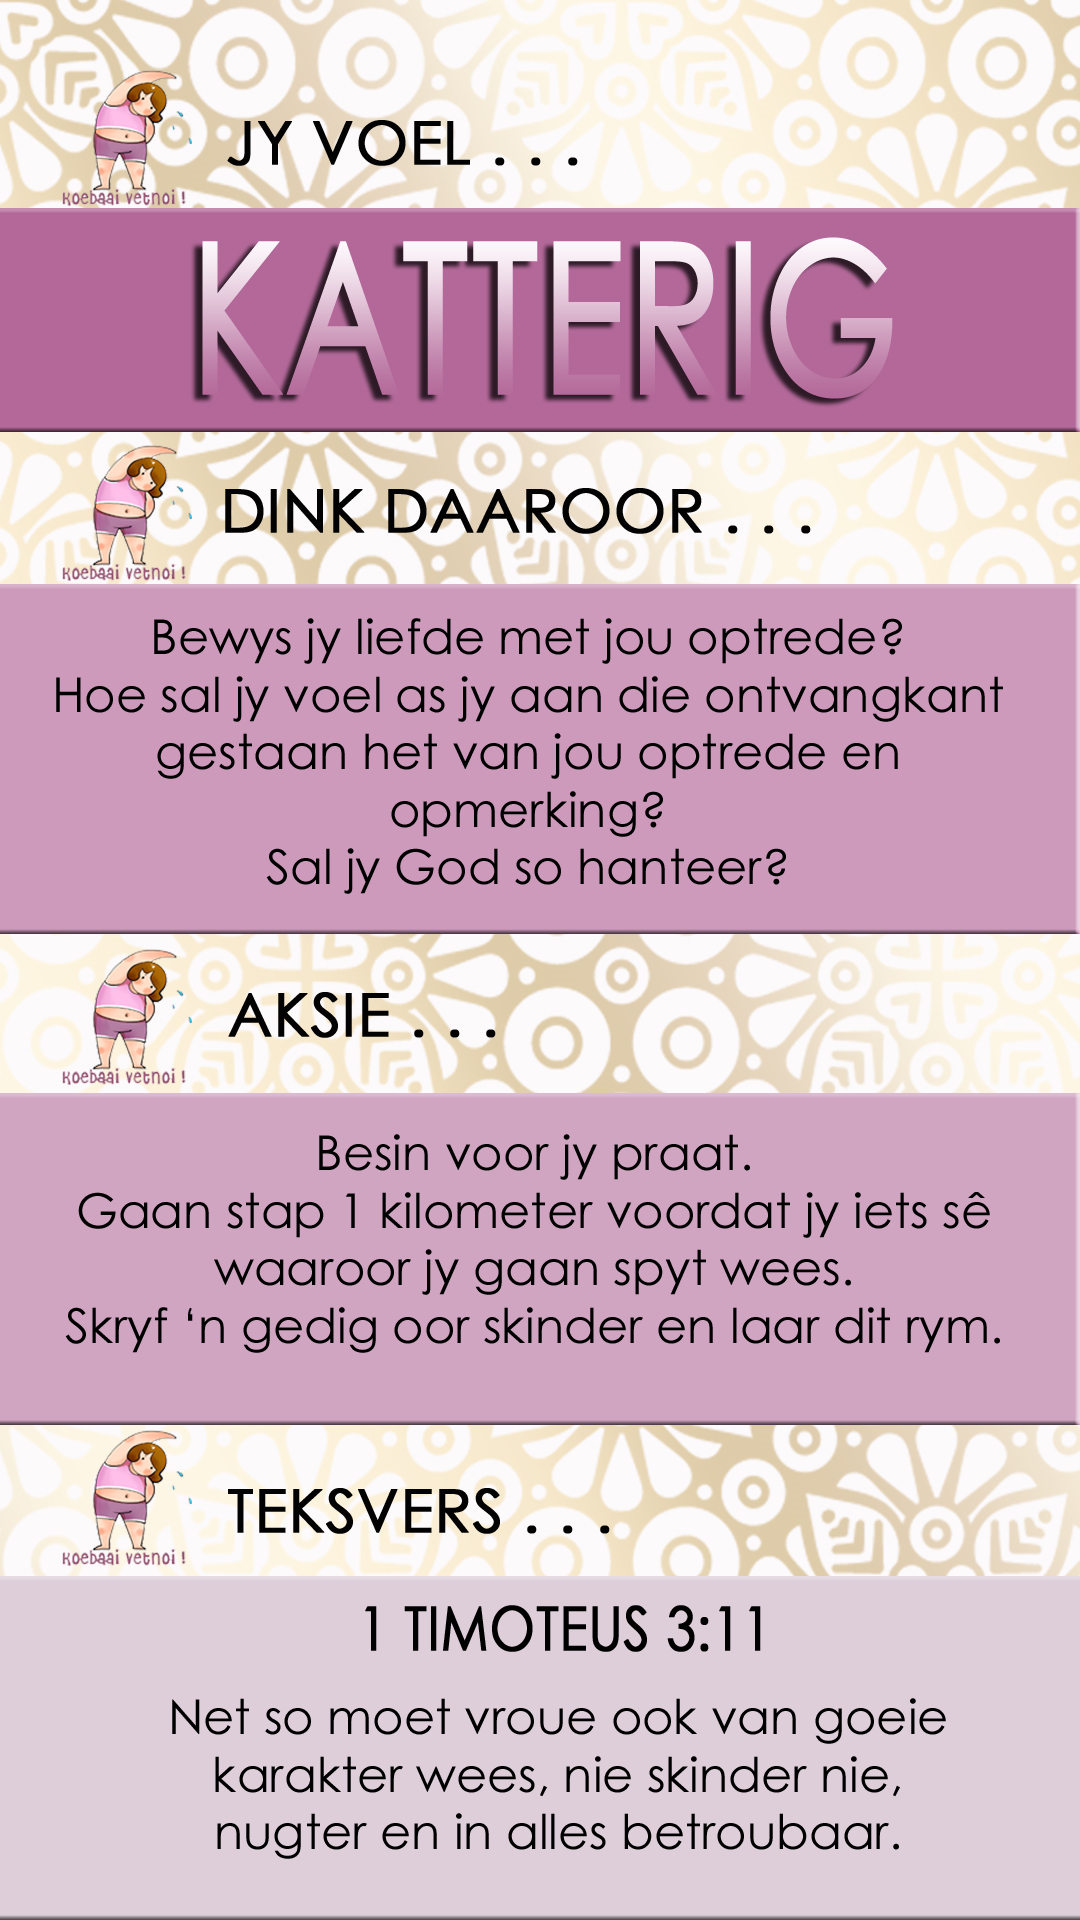 JY VOEL . . .
Koebaai vetnoi !
KATTERIG
DINK DAAROOR . . .
Koebaai vetnoi !
Bewys jy liefde met jou optrede?
Hoe sal jy voel as jy aan die ontvangkant
gestaan het van jou optrede en
opmerking?
Sal jy God so hanteer?
AKSIE . . .
Koebaai vetnoi !
Besin voor jy praat.
Gaan stap 1 kilometer voordat jy iets sê
waaroor jy gaan spyt wees.
Skryf ‘n gedig oor skinder en laar dit rym.
TEKSVERS . . .
Koebaai vetnoi !
1 TIMOTEUS 3:11
Net so moet vroue ook van goeie
karakter wees, nie skinder nie,
nugter en in alles betroubaar.